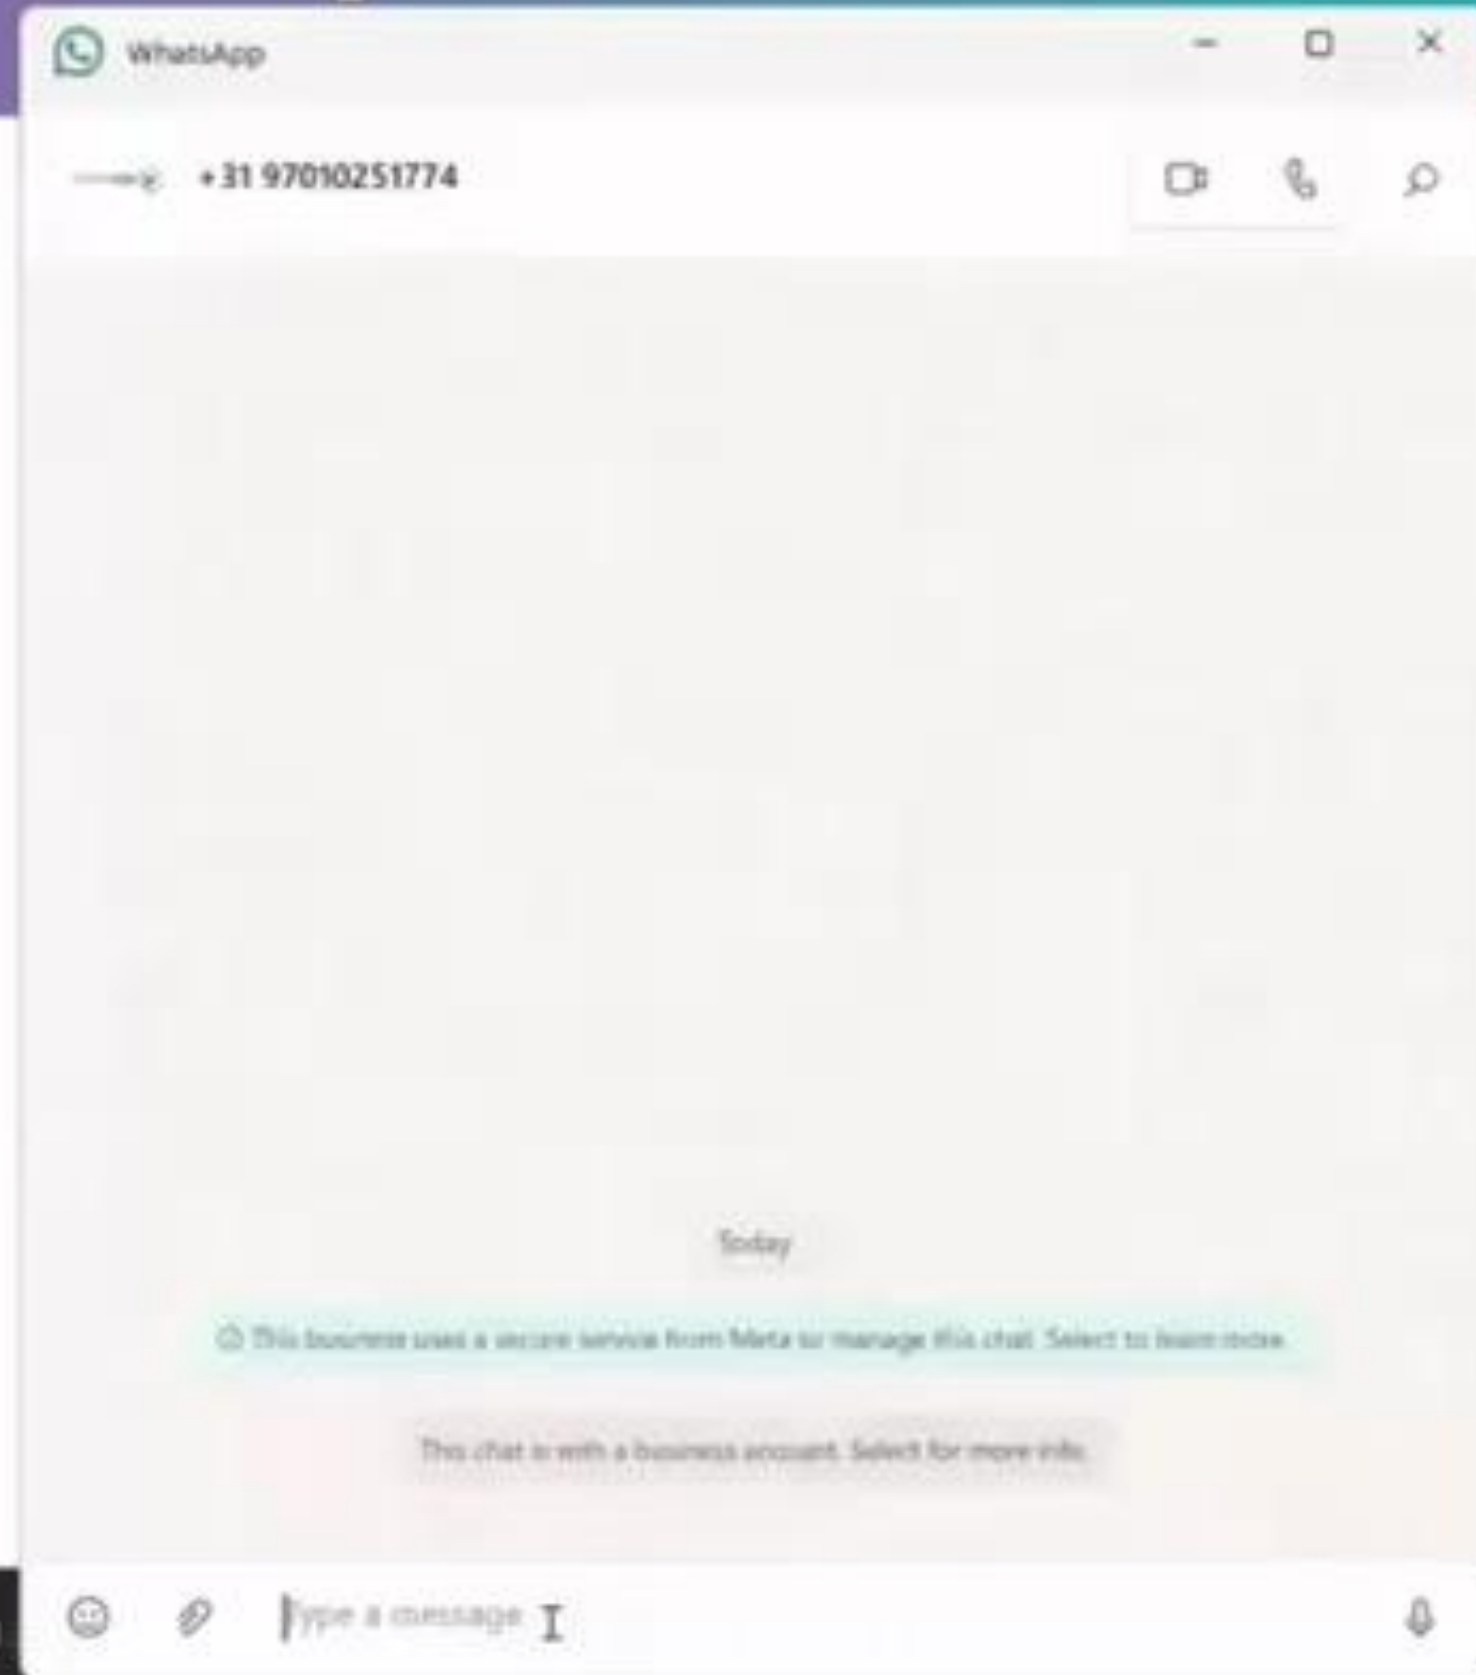 WhatsApp
+31 97010251774
Today
This business uses a secure service from Meta to manage this chat. Select to learn more.
This chat is with a business account. Select for more info.
Type a message